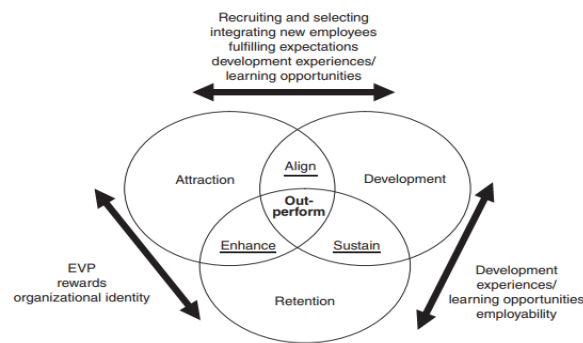 Recruiting and selecting
integrating new employees
fulfilling expectations
development experiences/
learning opportunities
Align
Attraction
Development
Out-
perform
Enhance
Sustain
EVP
rewards
organizational identity
Retention
Development
experiences/
learning opportunities
employability